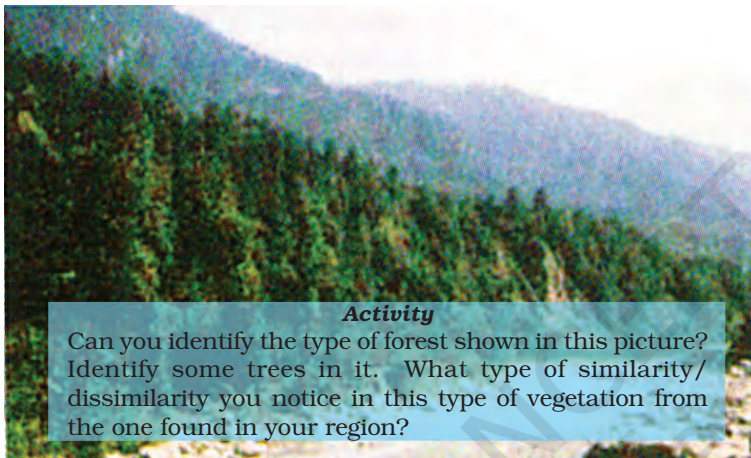 Activity
Can you identify the type of forest shown in this picture?
Identify some trees in it. What type of similarity/
dissimilarity you notice in this type of vegetation from
the one found in your region?